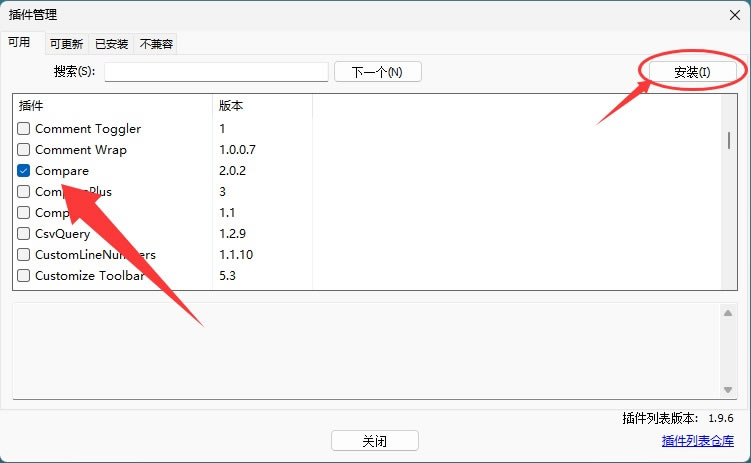 插件管理
可用 可更新 已安装 不兼容
搜索(S): 下一个(N) 安装(I)
插件 版本
Comment Toggler 1
Comment Wrap 1.0.0.7
Compare 2.0.2
3
1.1
CsvQuery 1.2.9
1.1.10
Customize Toolbar 5.3
插件列表版本: 1.9.6
关闭 插件列表仓库